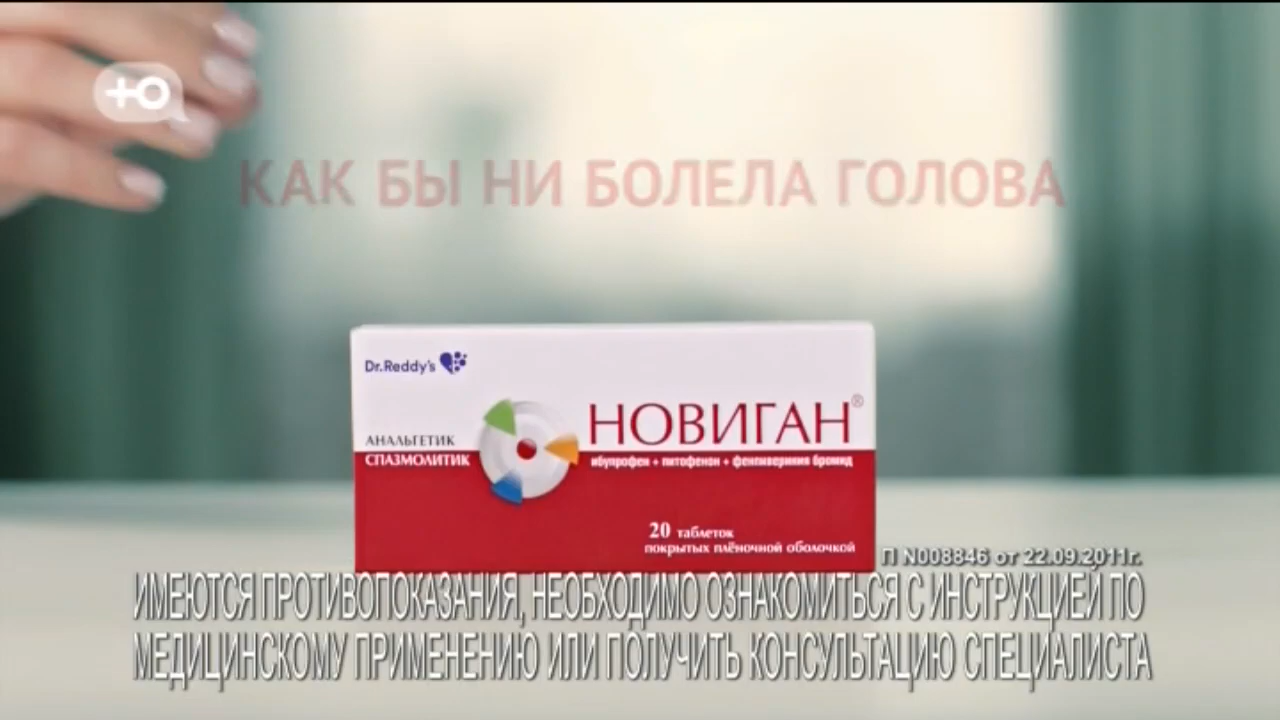 Ю
КАК БЫ НИ БОЛЕЛА ГОЛОВА
Dr.Reddy's
НОВИГАН®
АНАЛЬГЕТИК
СПАЗМОЛИТИК
ибупрофен + питофенон + фенпивериния бромид
20 таблеток
покрытых плёночной оболочкой
П N008846 от 22.09.2011г.
ИМЕЮТСЯ ПРОТИВОПОКАЗАНИЯ, НЕОБХОДИМО ОЗНАКОМИТЬСЯ С ИНСТРУКЦИЕЙ ПО
МЕДИЦИНСКОМУ ПРИМЕНЕНИЮ ИЛИ ПОЛУЧИТЬ КОНСУЛЬТАЦИЮ СПЕЦИАЛИСТА